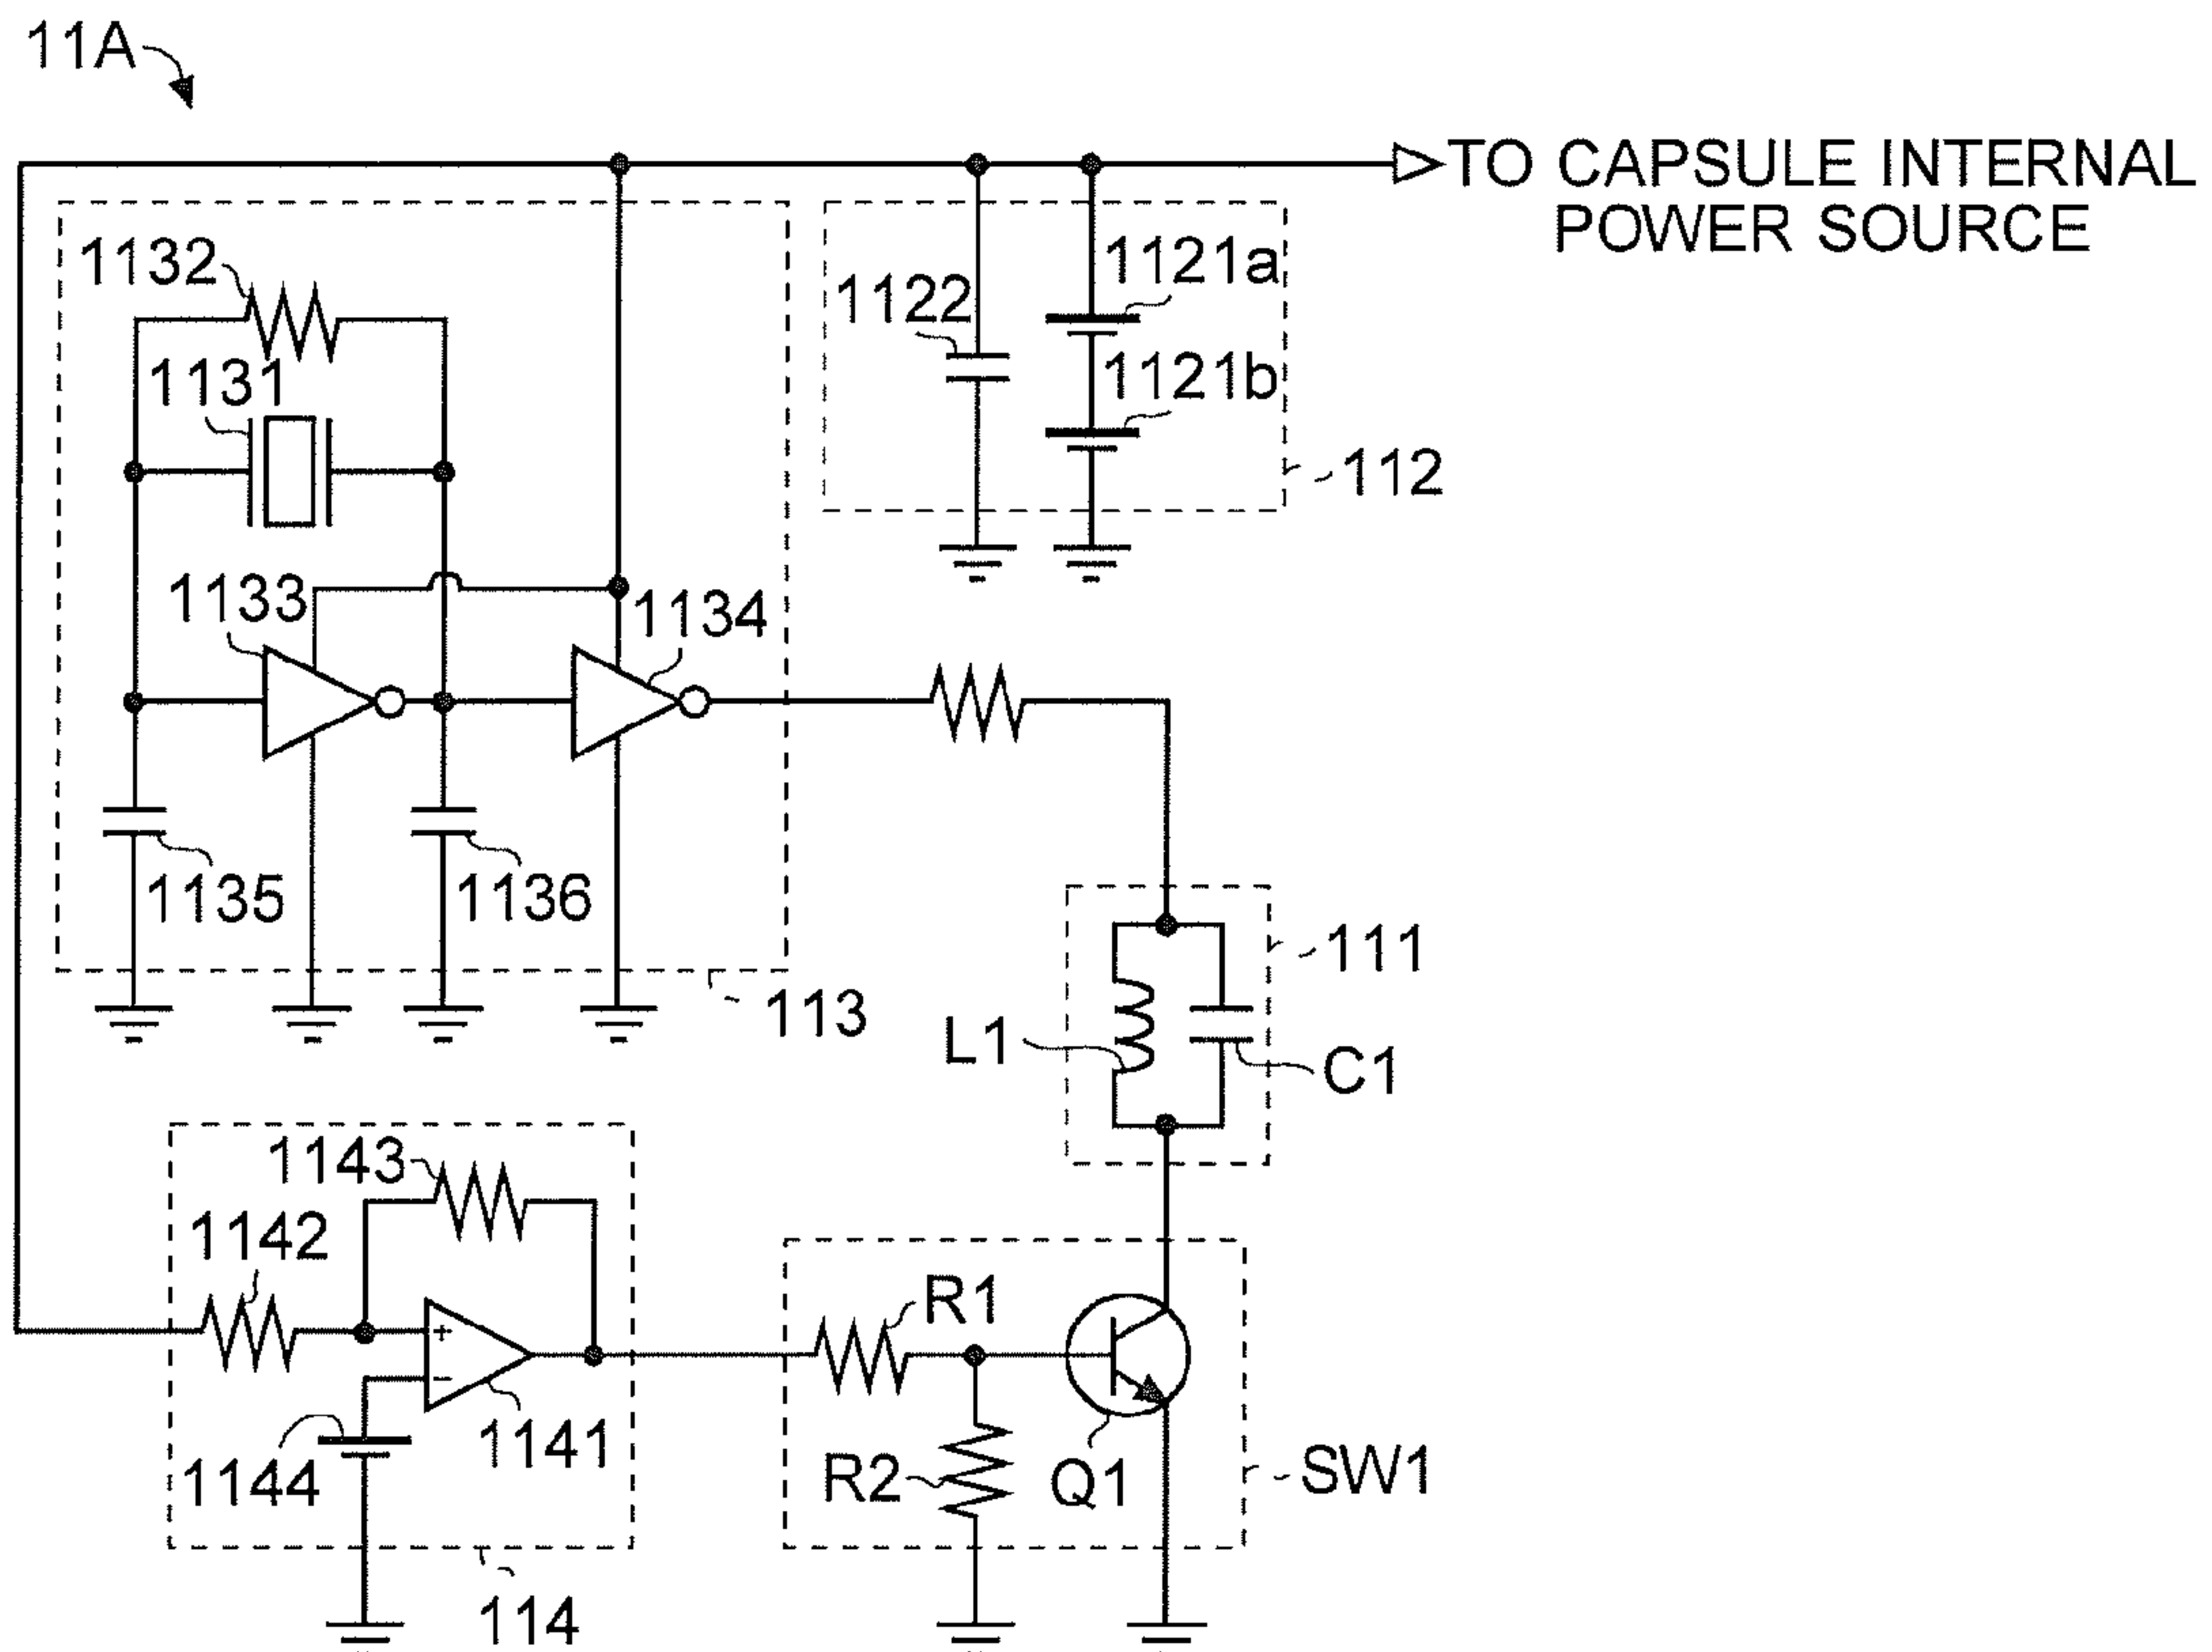 11A
TO CAPSULE INTERNAL
POWER SOURCE
1132
1131
1122
1121a
1121b
112
1133
1134
1135
1136
113
111
L1
C1
1143
1142
+
−
1141
1144
114
R1
R2
Q1
SW1